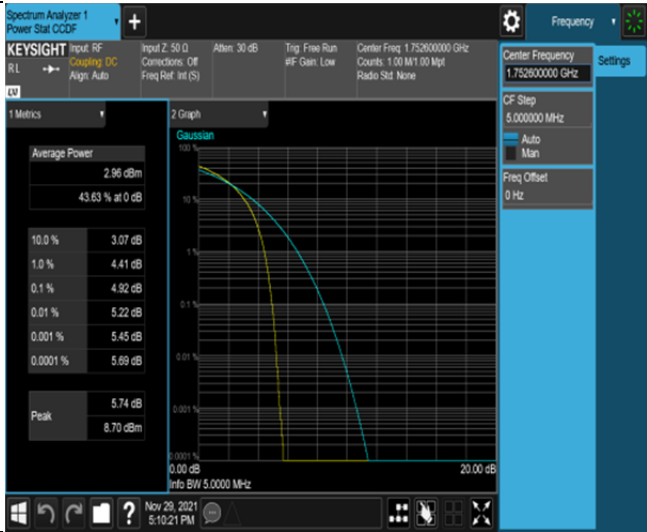 Spectrum Analyzer 1
Power Stat CCDF
Frequency
KEYSIGHT
RL
LV
Input: RF
Coupling: DC
Align: Auto
Input Z: 50 Ω
Corrections: Off
Freq Ref: Int (S)
Atten: 30 dB
Trig: Free Run
#IF Gain: Low
Center Freq: 1.752600000 GHz
Counts: 1.00 M/1.00 Mpt
Radio Std: None
Center Frequency
1.752600000 GHz
Settings
CF Step
5.000000 MHz
Auto
Man
Freq Offset
0 Hz
1 Metrics
Average Power
2.96 dBm
43.63 % at 0 dB
10.0 % 3.07 dB
1.0 % 4.41 dB
0.1 % 4.92 dB
0.01 % 5.22 dB
0.001 % 5.45 dB
0.0001 % 5.69 dB
Peak
5.74 dB
8.70 dBm
2 Graph
Gaussian
100 %
10 %
1 %
0.1 %
0.01 %
0.001 %
0.0001 %
0.00 dB 20.00 dB
Info BW 5.0000 MHz
?
Nov 29, 2021
5:10:21 PM